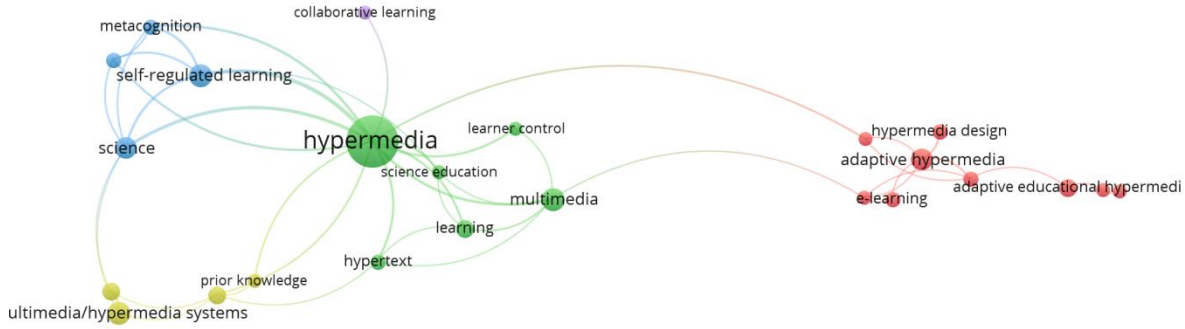 collaborative learning
metacognition
self-regulated learning
hypermedia
learner control
hypermedia design
science
adaptive hypermedia
science education
adaptive educational hypermedi
multimedia
e-learning
learning
hypertext
prior knowledge
ultimedia/hypermedia systems